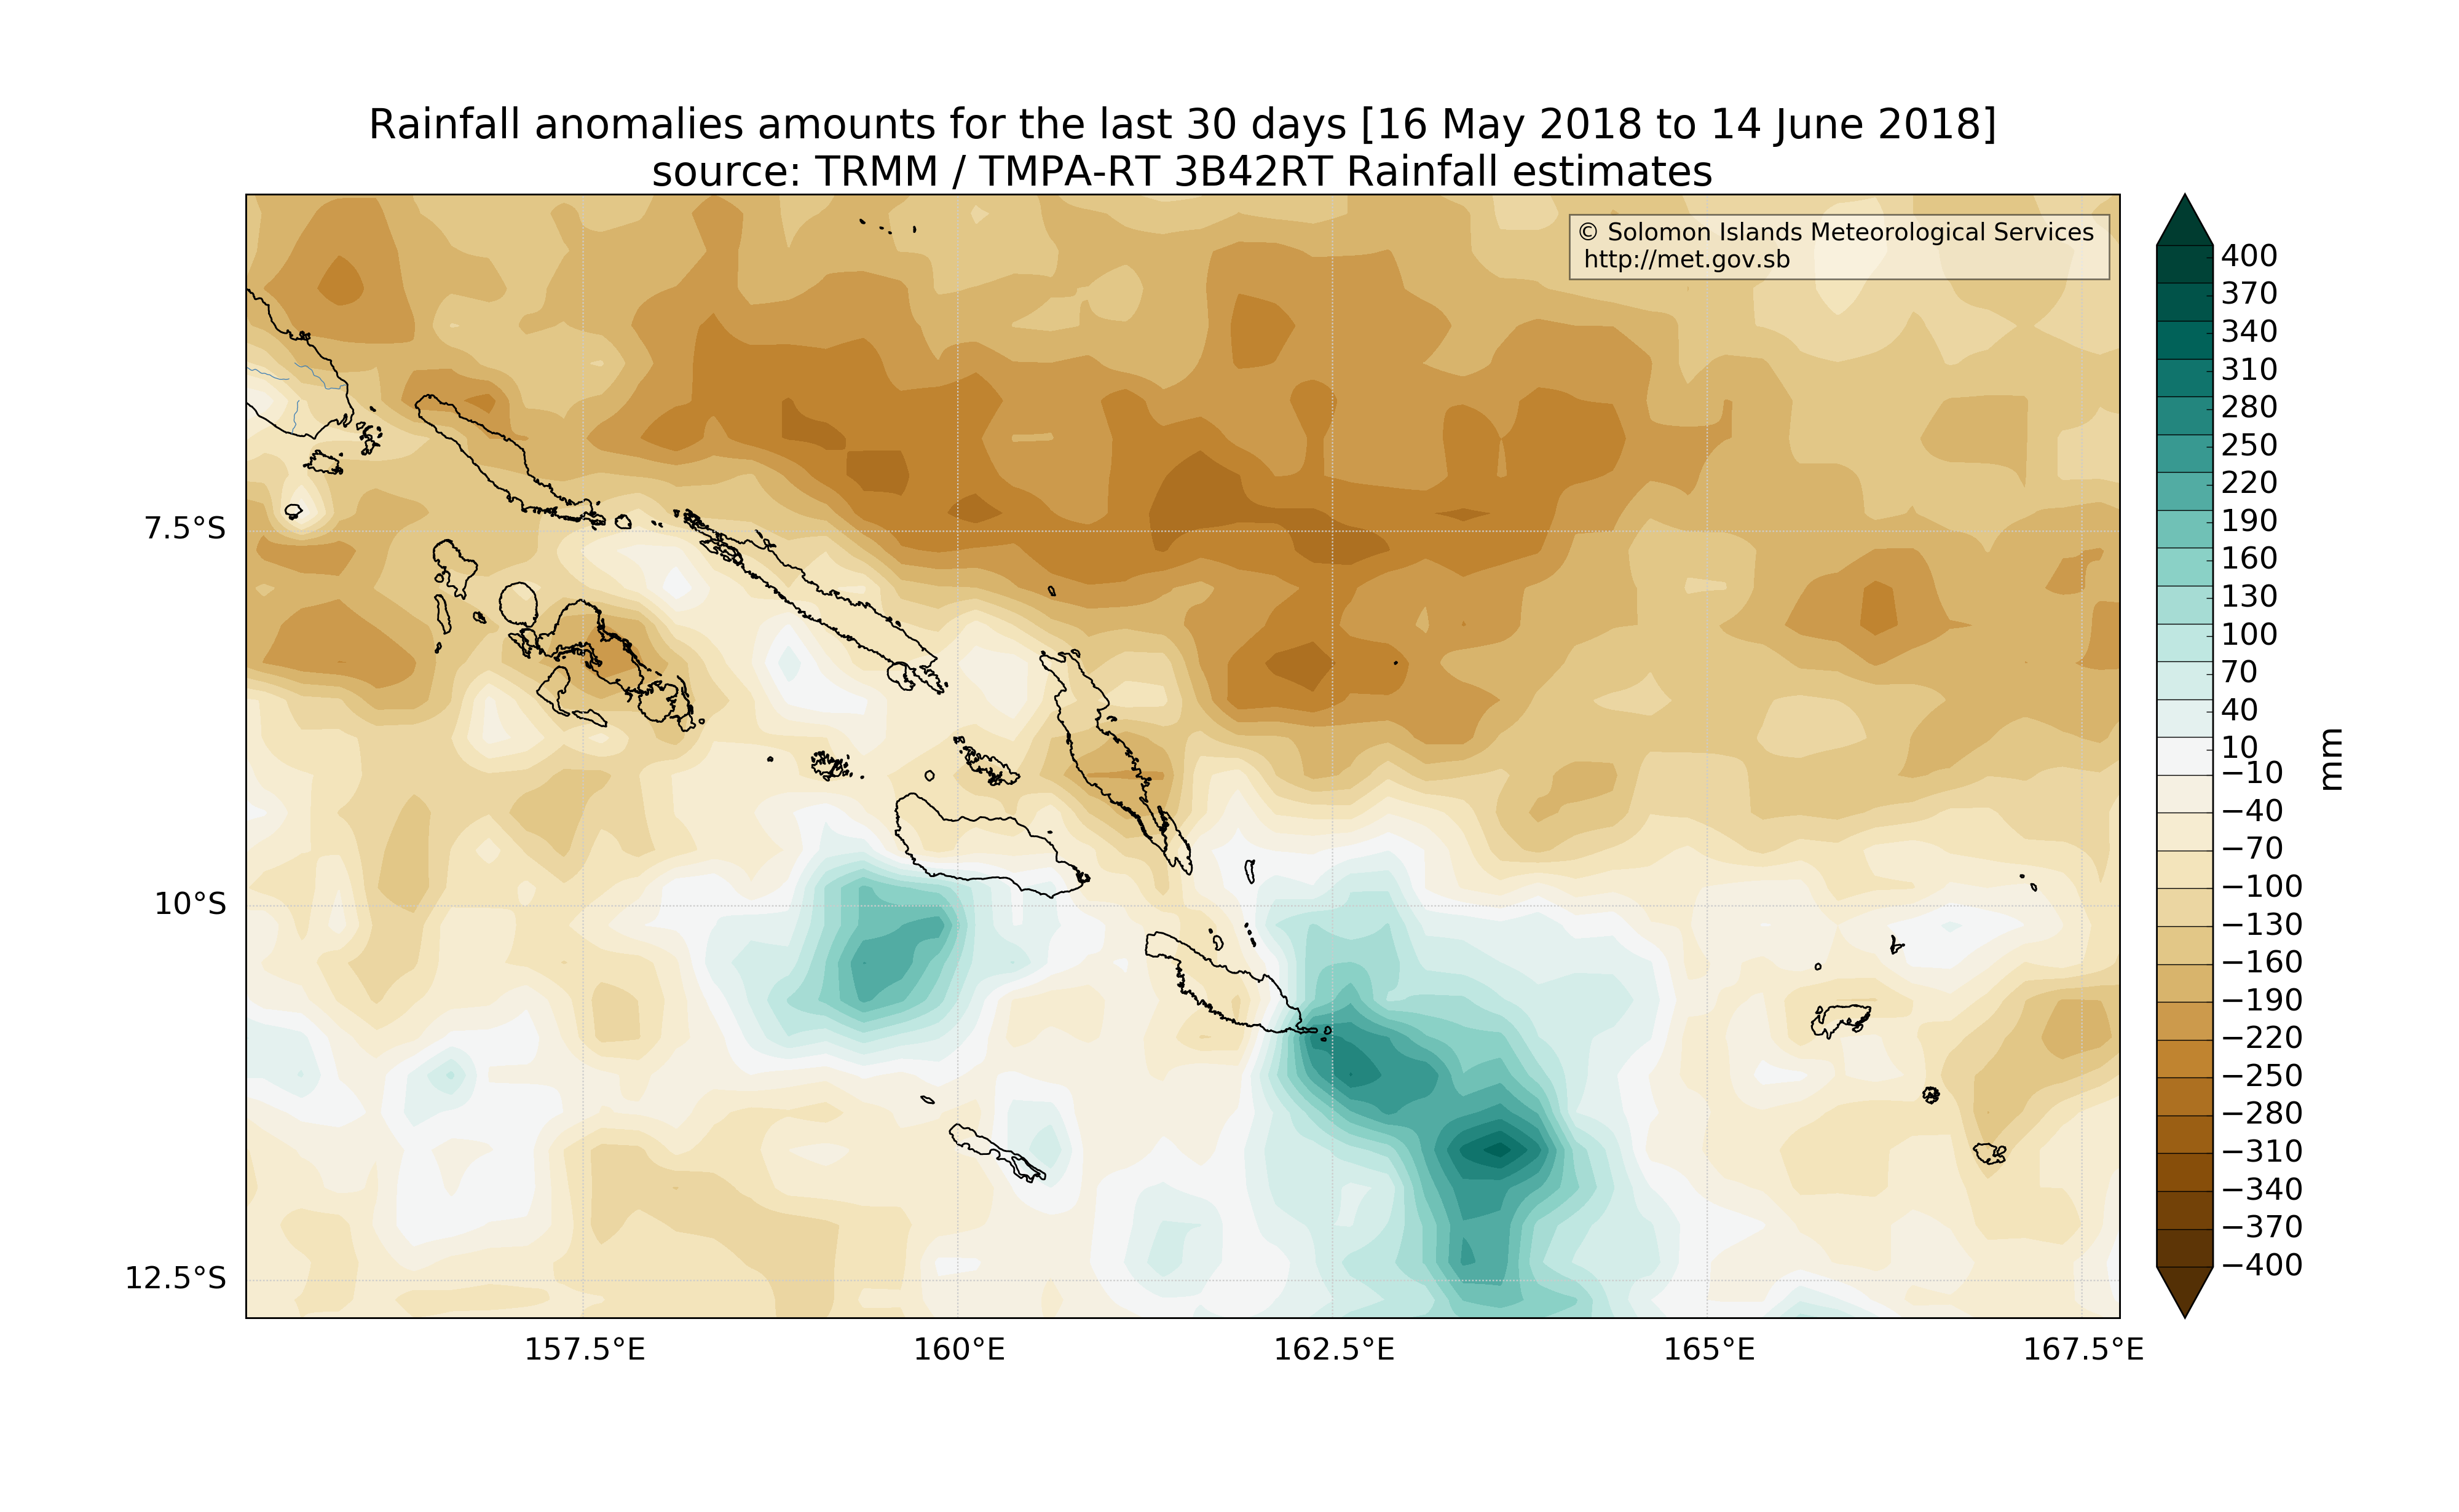 Rainfall anomalies amounts for the last 30 days [16 May 2018 to 14 June 2018]
source: TRMM / TMPA-RT 3B42RT Rainfall estimates
© Solomon Islands Meteorological Services
http://met.gov.sb
7.5°S
10°S
12.5°S
157.5°E
160°E
162.5°E
165°E
167.5°E
400
370
340
310
280
250
220
190
160
130
100
70
40
10
−10
−40
−70
−100
−130
−160
−190
−220
−250
−280
−310
−340
−370
−400
mm